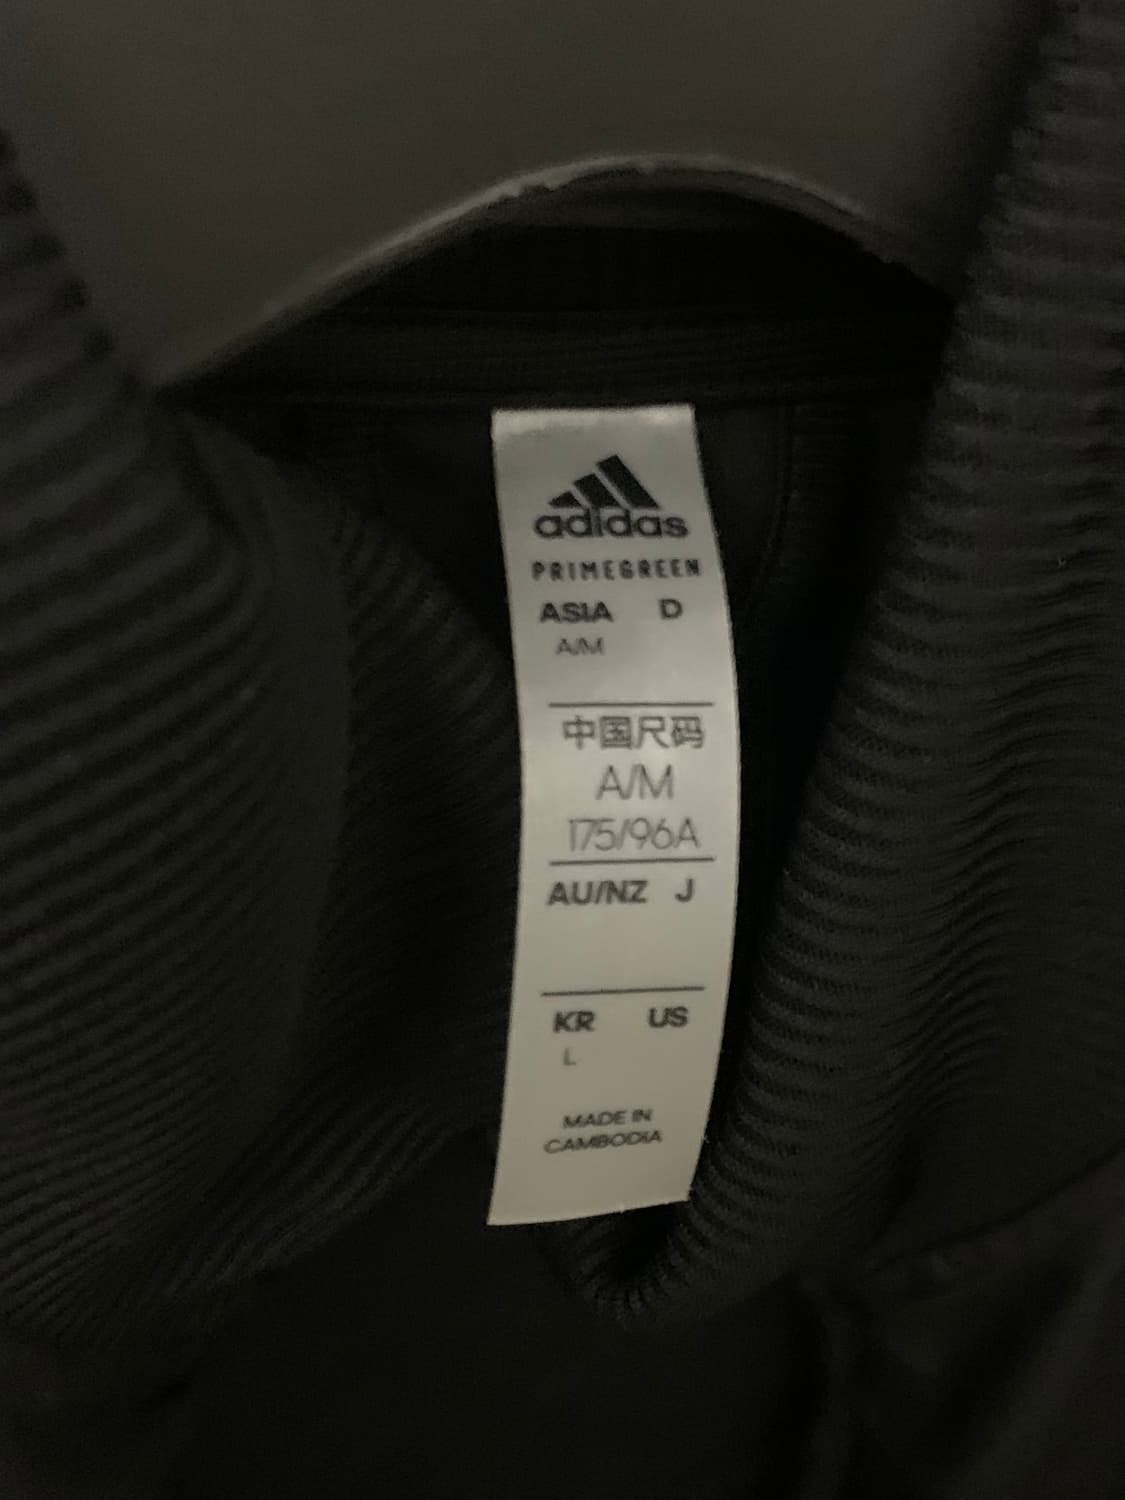 adidas
PRIMEGREEN
ASIA D
A/M
中国尺码
A/M
175/96A
AU/NZ J
KR US
L
MADE IN
CAMBODIA